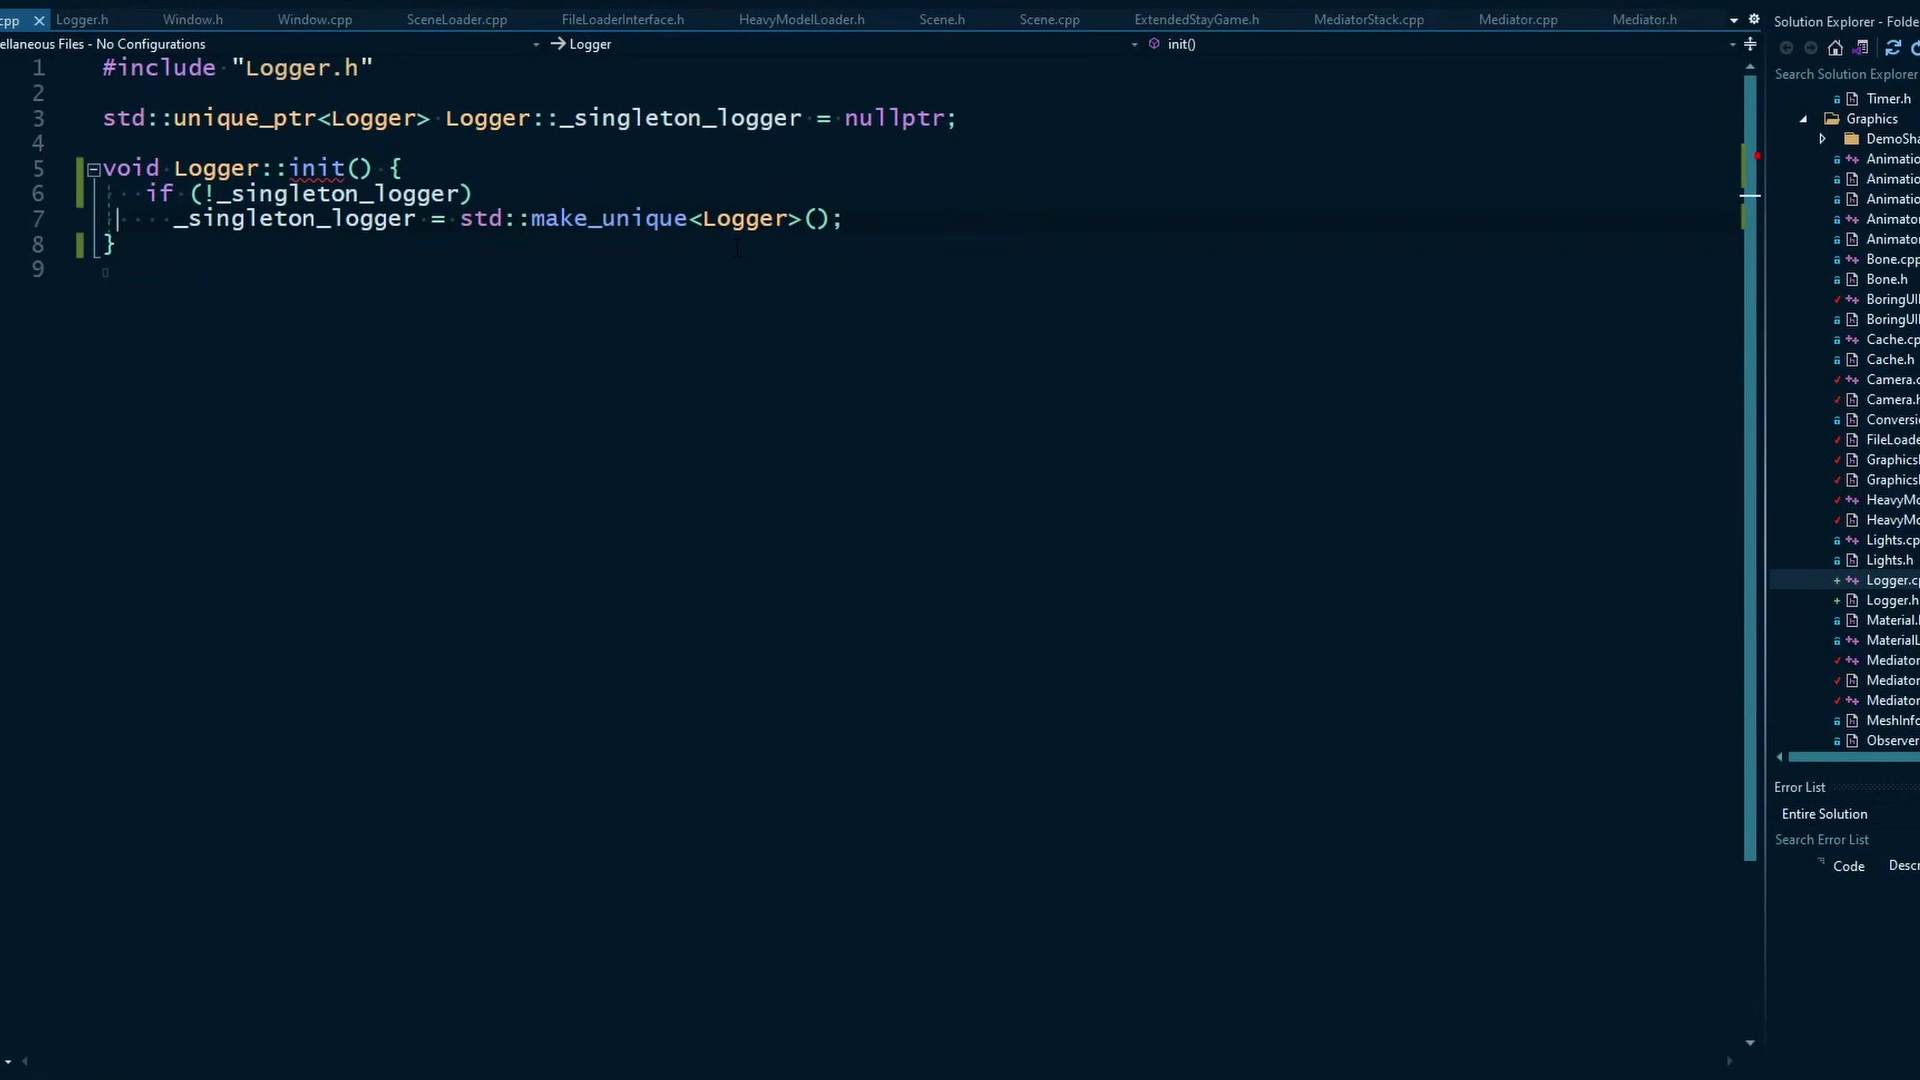 cpp Logger.h Window.h Window.cpp SceneLoader.cpp FileLoaderInterface.h HeavyModelLoader.h Scene.h Scene.cpp ExtendedStayGame.h MediatorStack.cpp Mediator.cpp Mediator.h
ellaneous Files - No Configurations Logger init()
1 #include "Logger.h"
2
3 std::unique_ptr<Logger> Logger::_singleton_logger = nullptr;
4
5 void Logger::init() {
6 if (!_singleton_logger)
7 _singleton_logger = std::make_unique<Logger>();
8 }
9
Solution Explorer - Folde
Search Solution Explorer
Timer.h
Graphics
DemoSha
Animatio
Animatio
Animatio
Animator
Animator
Bone.cpp
Bone.h
BoringUI
BoringUI
Cache.cp
Cache.h
Camera.c
Camera.h
Conversi
FileLoade
Graphics
Graphics
HeavyMo
HeavyMo
Lights.cp
Lights.h
Logger.c
Logger.h
Material.
MaterialL
Mediator
Mediator
Mediator
MeshInfo
Observer
Error List
Entire Solution
Search Error List
Code Descr